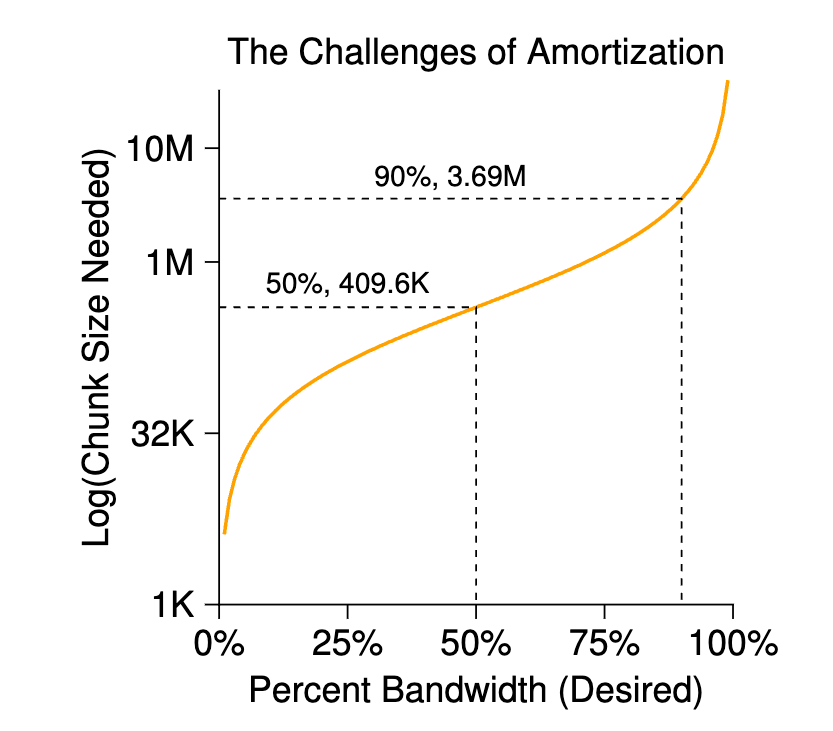 The Challenges of Amortization
Log(Chunk Size Needed)
10M
90%, 3.69M
1M
50%, 409.6K
32K
1K
0% 25% 50% 75% 100%
Percent Bandwidth (Desired)